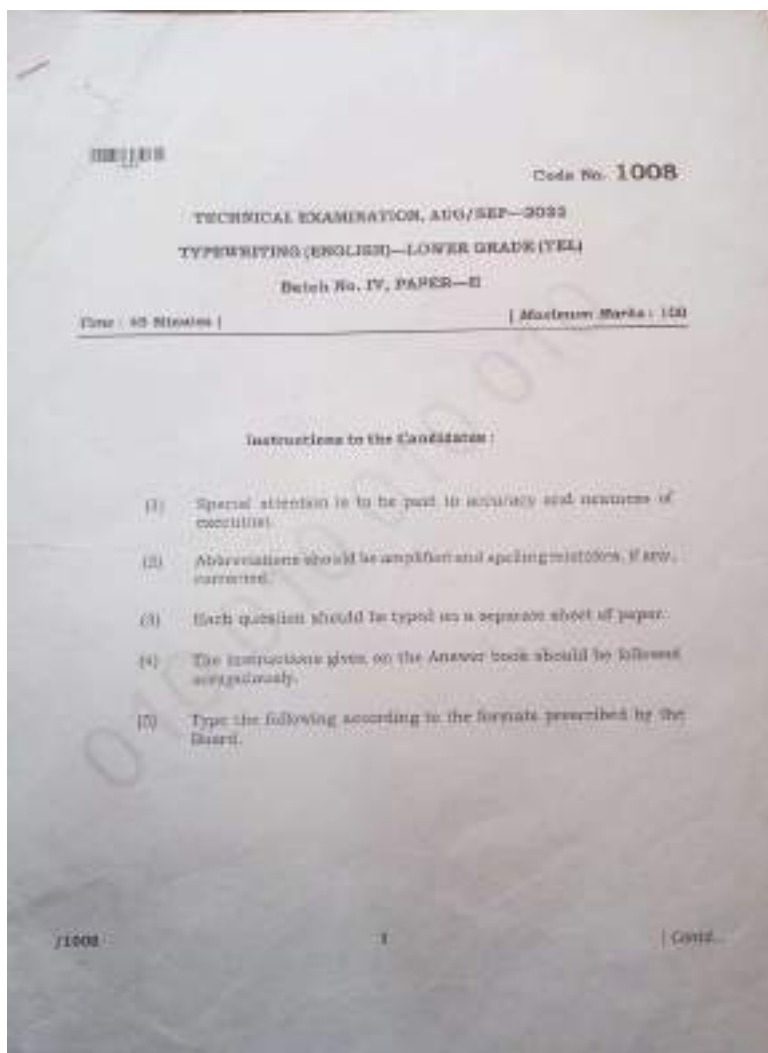 Code No. 1008
TECHNICAL EXAMINATION, AUG/SEP—2022
TYPEWRITING (ENGLISH)—LOWER GRADE (TEL)
Batch No. IV, PAPER—II
Time : 45 Minutes ] [ Maximum Marks : 100
Instructions to the Candidates :
(1) Special attention is to be paid to accuracy and neatness of
execution.
(2) Abbreviations should be amplified and spelling mistakes, if any,
corrected.
(3) Each question should be typed on a separate sheet of paper.
(4) The instructions given on the Answer book should be followed
scrupulously.
(5) Type the following according to the formats prescribed by the
Board.
010 010 010 010
/1008 1 [ Contd...